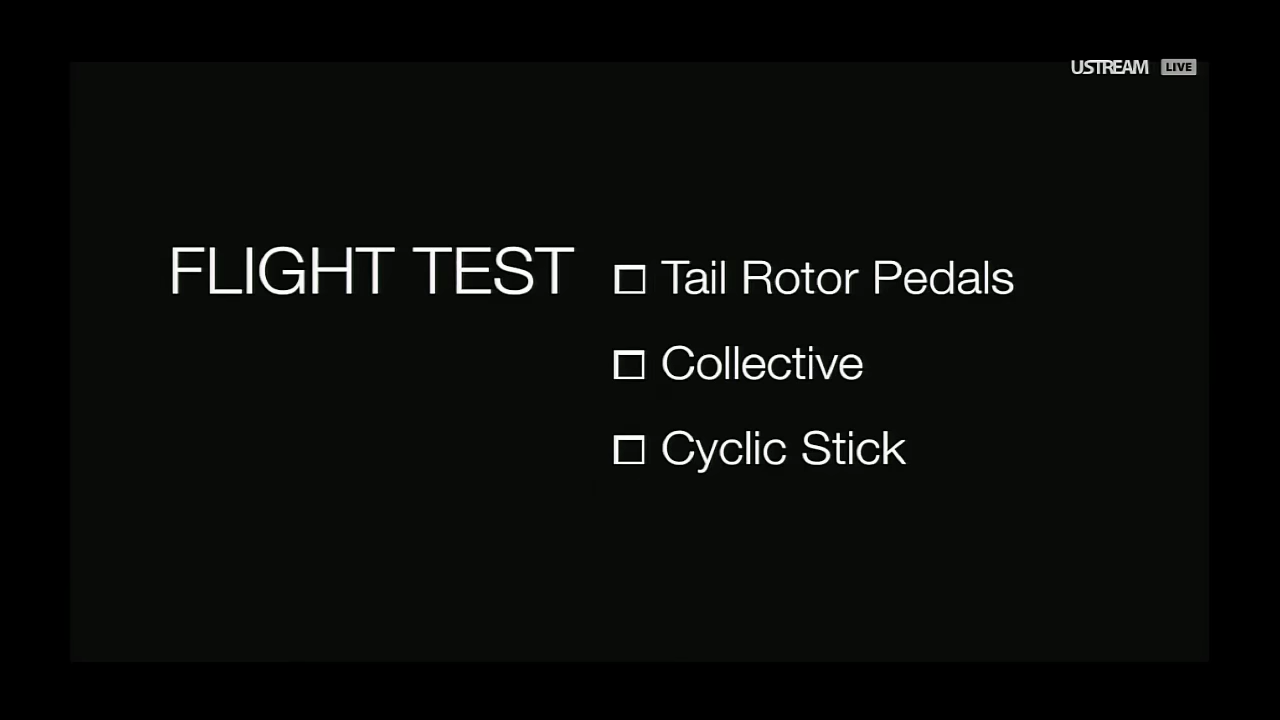 USTREAM LIVE
FLIGHT TEST
Tail Rotor Pedals
Collective
Cyclic Stick